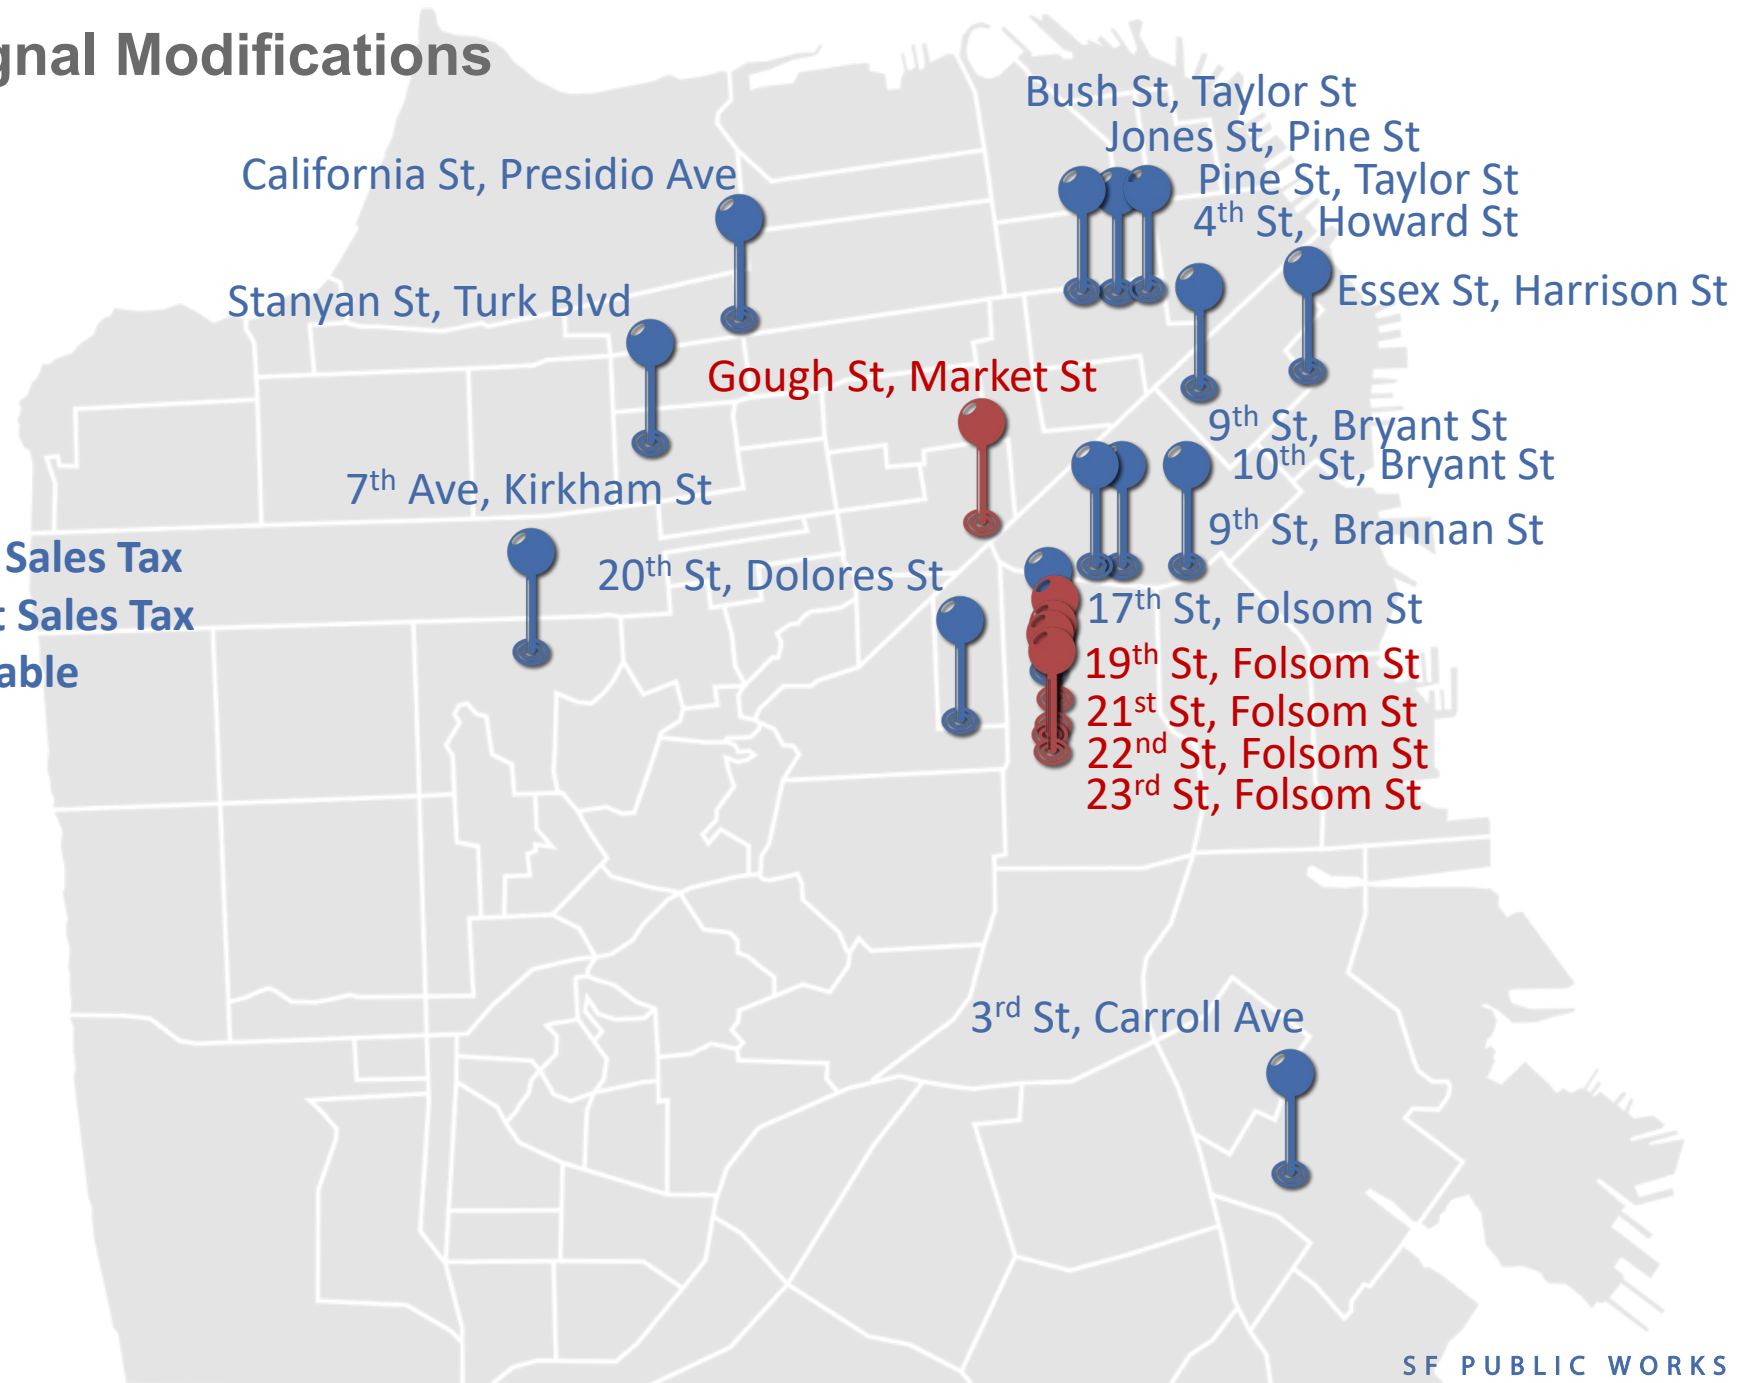 gnal Modifications
Bush St, Taylor St
Jones St, Pine St
California St, Presidio Ave
Pine St, Taylor St
4th St, Howard St
Essex St, Harrison St
Stanyan St, Turk Blvd
Gough St, Market St
9th St, Bryant St
10th St, Bryant St
7th Ave, Kirkham St
9th St, Brannan St
Sales Tax
20th St, Dolores St
17th St, Folsom St
t Sales Tax
19th St, Folsom St
able
21st St, Folsom St
22nd St, Folsom St
23rd St, Folsom St
3rd St, Carroll Ave
SF PUBLIC WORKS